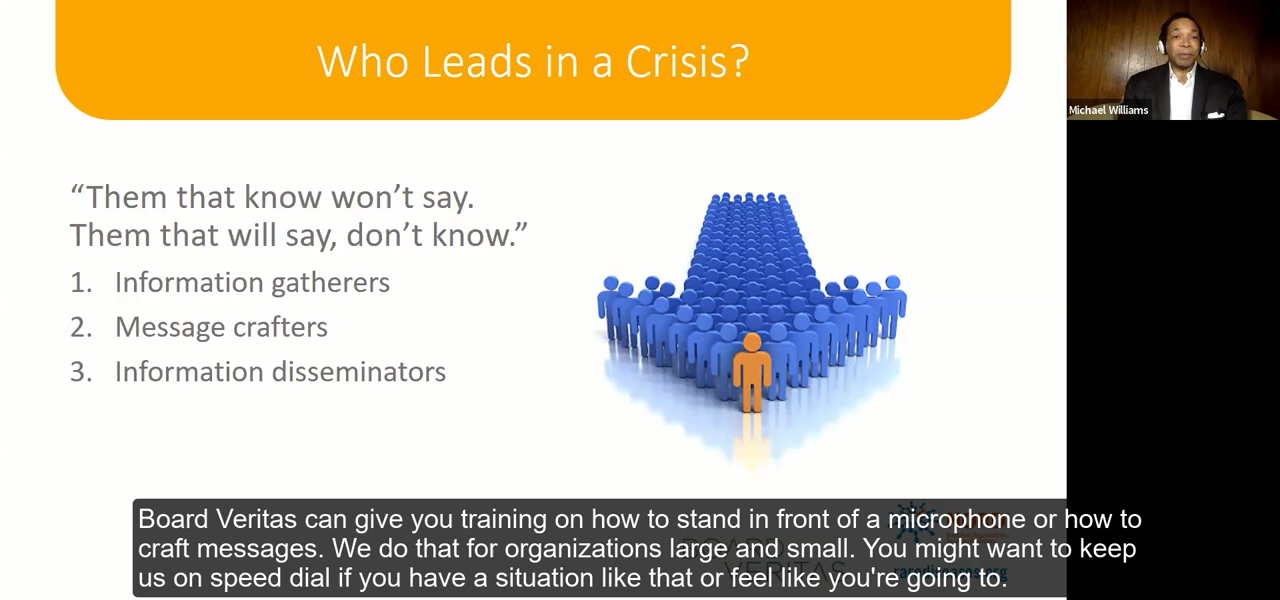 Who Leads in a Crisis?
Michael Williams
“Them that know won’t say.
Them that will say, don’t know.”
1. Information gatherers
2. Message crafters
3. Information disseminators
Board Veritas can give you training on how to stand in front of a microphone or how to
craft messages. We do that for organizations large and small. You might want to keep
us on speed dial if you have a situation like that or feel like you're going to.